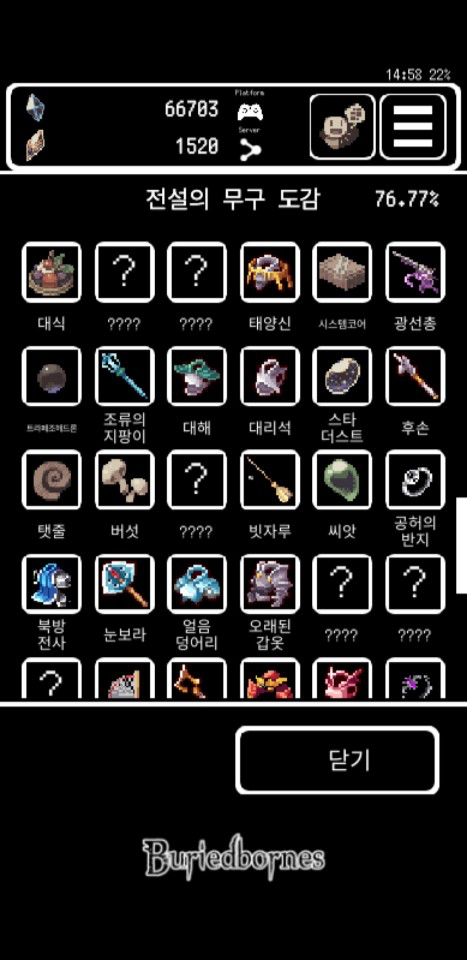 14:58 22%
Platform
66703
Server
1520
전설의 무구 도감 76.77%
대식 ???? ???? 태양신 시스템코어 광선총
트라페조헤드론 조류의 지팡이 대해 대리석 스타 더스트 후손
탯줄 버섯 ???? 빗자루 씨앗 공허의 반지
북방 전사 눈보라 얼음 덩어리 오래된 갑옷 ???? ????
닫기
Buriedbornes